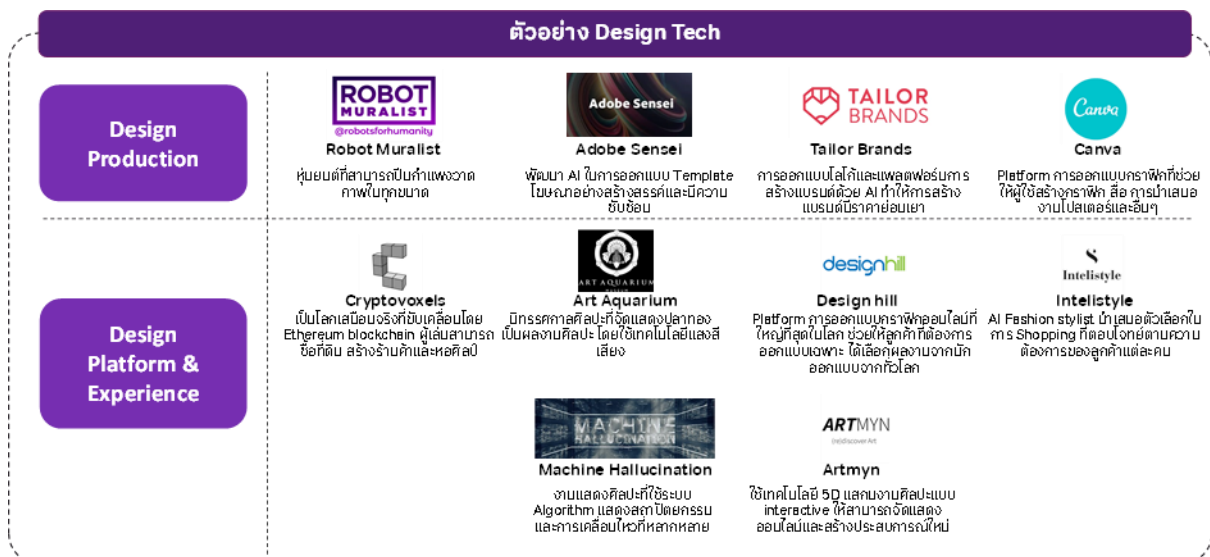 ตัวอย่าง Design Tech
Design
Production
ROBOT
MURALIST
@robotsforhumanity
Robot Muralist
หุ่นยนต์ที่สามารถปีนกำแพงวาด
ภาพในทุกขนาด
Adobe Sensei
Adobe Sensei
พัฒนา AI ในการออกแบบ Template
โฆษณาอย่างสร้างสรรค์และมีความ
ซับซ้อน
TAILOR
BRANDS
Tailor Brands
การออกแบบโลโก้และแพลตฟอร์มการ
สร้างแบรนด์ด้วย AI ทำให้การสร้าง
แบรนด์มีราคาย่อมเยา
Canva
Canva
Platform การออกแบบกราฟิกที่ช่วย
ให้ผู้ใช้สร้างกราฟิก สื่อ การนำเสนอ
งานโปสเตอร์และอื่นๆ
Design
Platform &
Experience
Cryptovoxels
เป็นโลกเสมือนจริงที่ขับเคลื่อนโดย
Ethereum blockchain ผู้เล่นสามารถ
ซื้อที่ดิน สร้างร้านค้าและหอศิลป์
ART AQUARIUM
MUSEUM
Art Aquarium
นิทรรศกาลศิลปะที่จัดแสดงปลาทอง
เป็นผลงานศิลปะ โดยใช้เทคโนโลยีแสงสี
เสียง
designhill
Design hill
Platform การออกแบบกราฟิกออนไลน์ที่
ใหญ่ที่สุดในโลก ช่วยให้ลูกค้าที่ต้องการ
ออกแบบเฉพาะ ได้เลือกผลงานจากนัก
ออกแบบจากทั่วโลก
S
Intelistyle
Intelistyle
AI Fashion stylist นำเสนอตัวเลือกใน
การ Shopping ที่ตอบโจทย์ตามความ
ต้องการของลูกค้าแต่ละคน
MACHINE
HALLUCINATION
Machine Hallucination
งานแสดงศิลปะที่ใช้ระบบ
Algorithm แสดงสถาปัตยกรรม
และการเคลื่อนไหวที่หลากหลาย
ARTMYN
(re)discover Art
Artmyn
ใช้เทคโนโลยี 5D แสกนงานศิลปะแบบ
interactive ให้สามารถจัดแสดง
ออนไลน์และสร้างประสบการณ์ใหม่